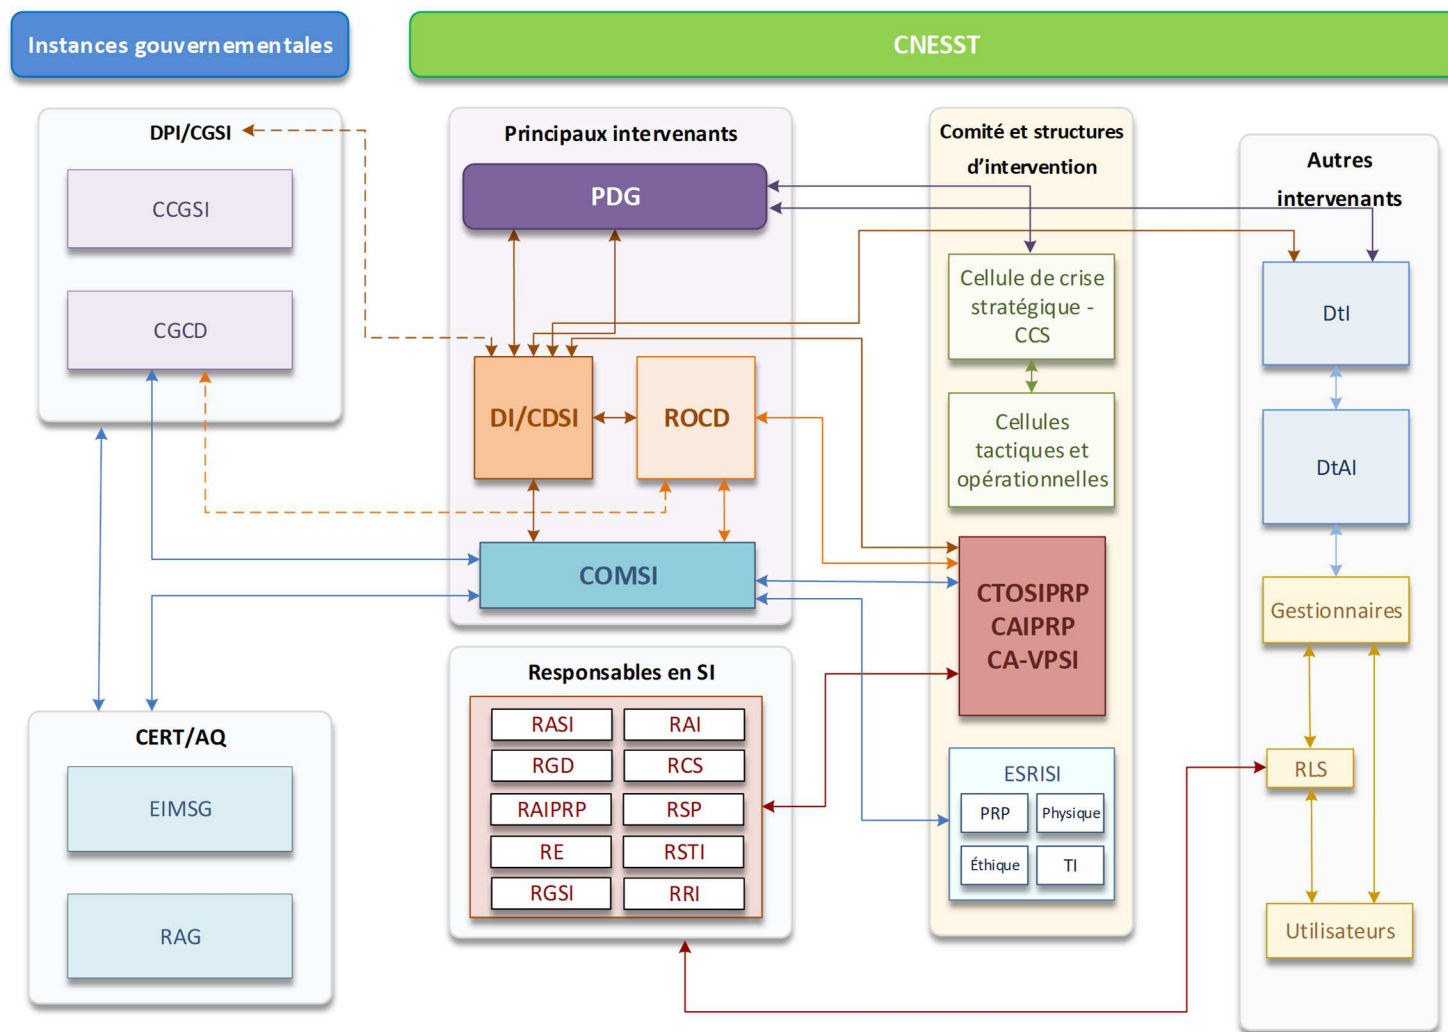 Instances gouvernementales
CNESST
DPI/CGSI
CCGSI
CGCD
CERT/AQ
EIMSG
RAG
Principaux intervenants
PDG
DI/CDSI
ROCD
COMSI
Responsables en SI
RASI
RAI
RGD
RCS
RAIPRP
RSP
RE
RSTI
RGSI
RRI
Comité et structures
d’intervention
Cellule de crise
stratégique -
CCS
Cellules
tactiques et
opérationnelles
CTOSIPRP
CAIPRP
CA-VPSI
ESRISI
PRP
Physique
Éthique
TI
Autres
intervenants
DtI
DtAI
Gestionnaires
RLS
Utilisateurs